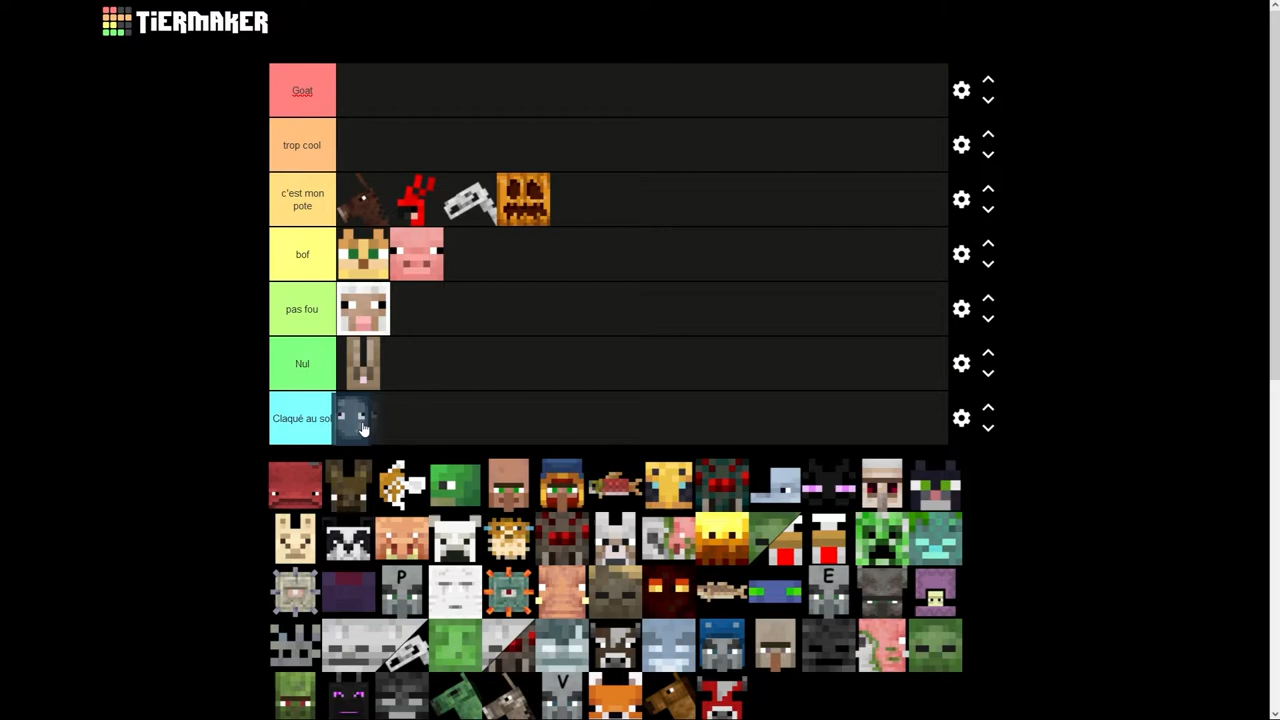 TiERMAKER
Goat
trop cool
c'est mon
pote
bof
pas fou
Nul
Claqué au sol
P
E
V